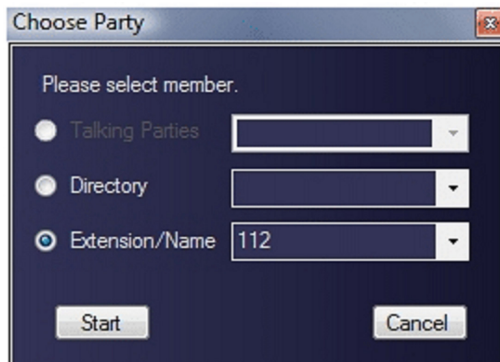 Choose Party
Please select member.
Talking Parties
Directory
Extension/Name 112
Start Cancel